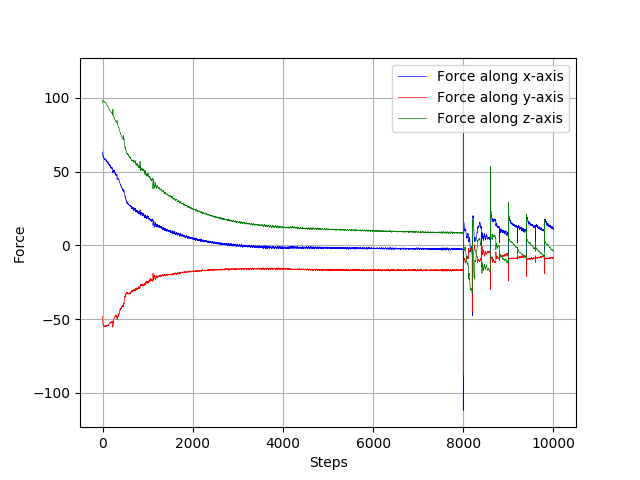 Force along x-axis
Force along y-axis
Force along z-axis
100
50
0
−50
−100
Force
0 2000 4000 6000 8000 10000
Steps